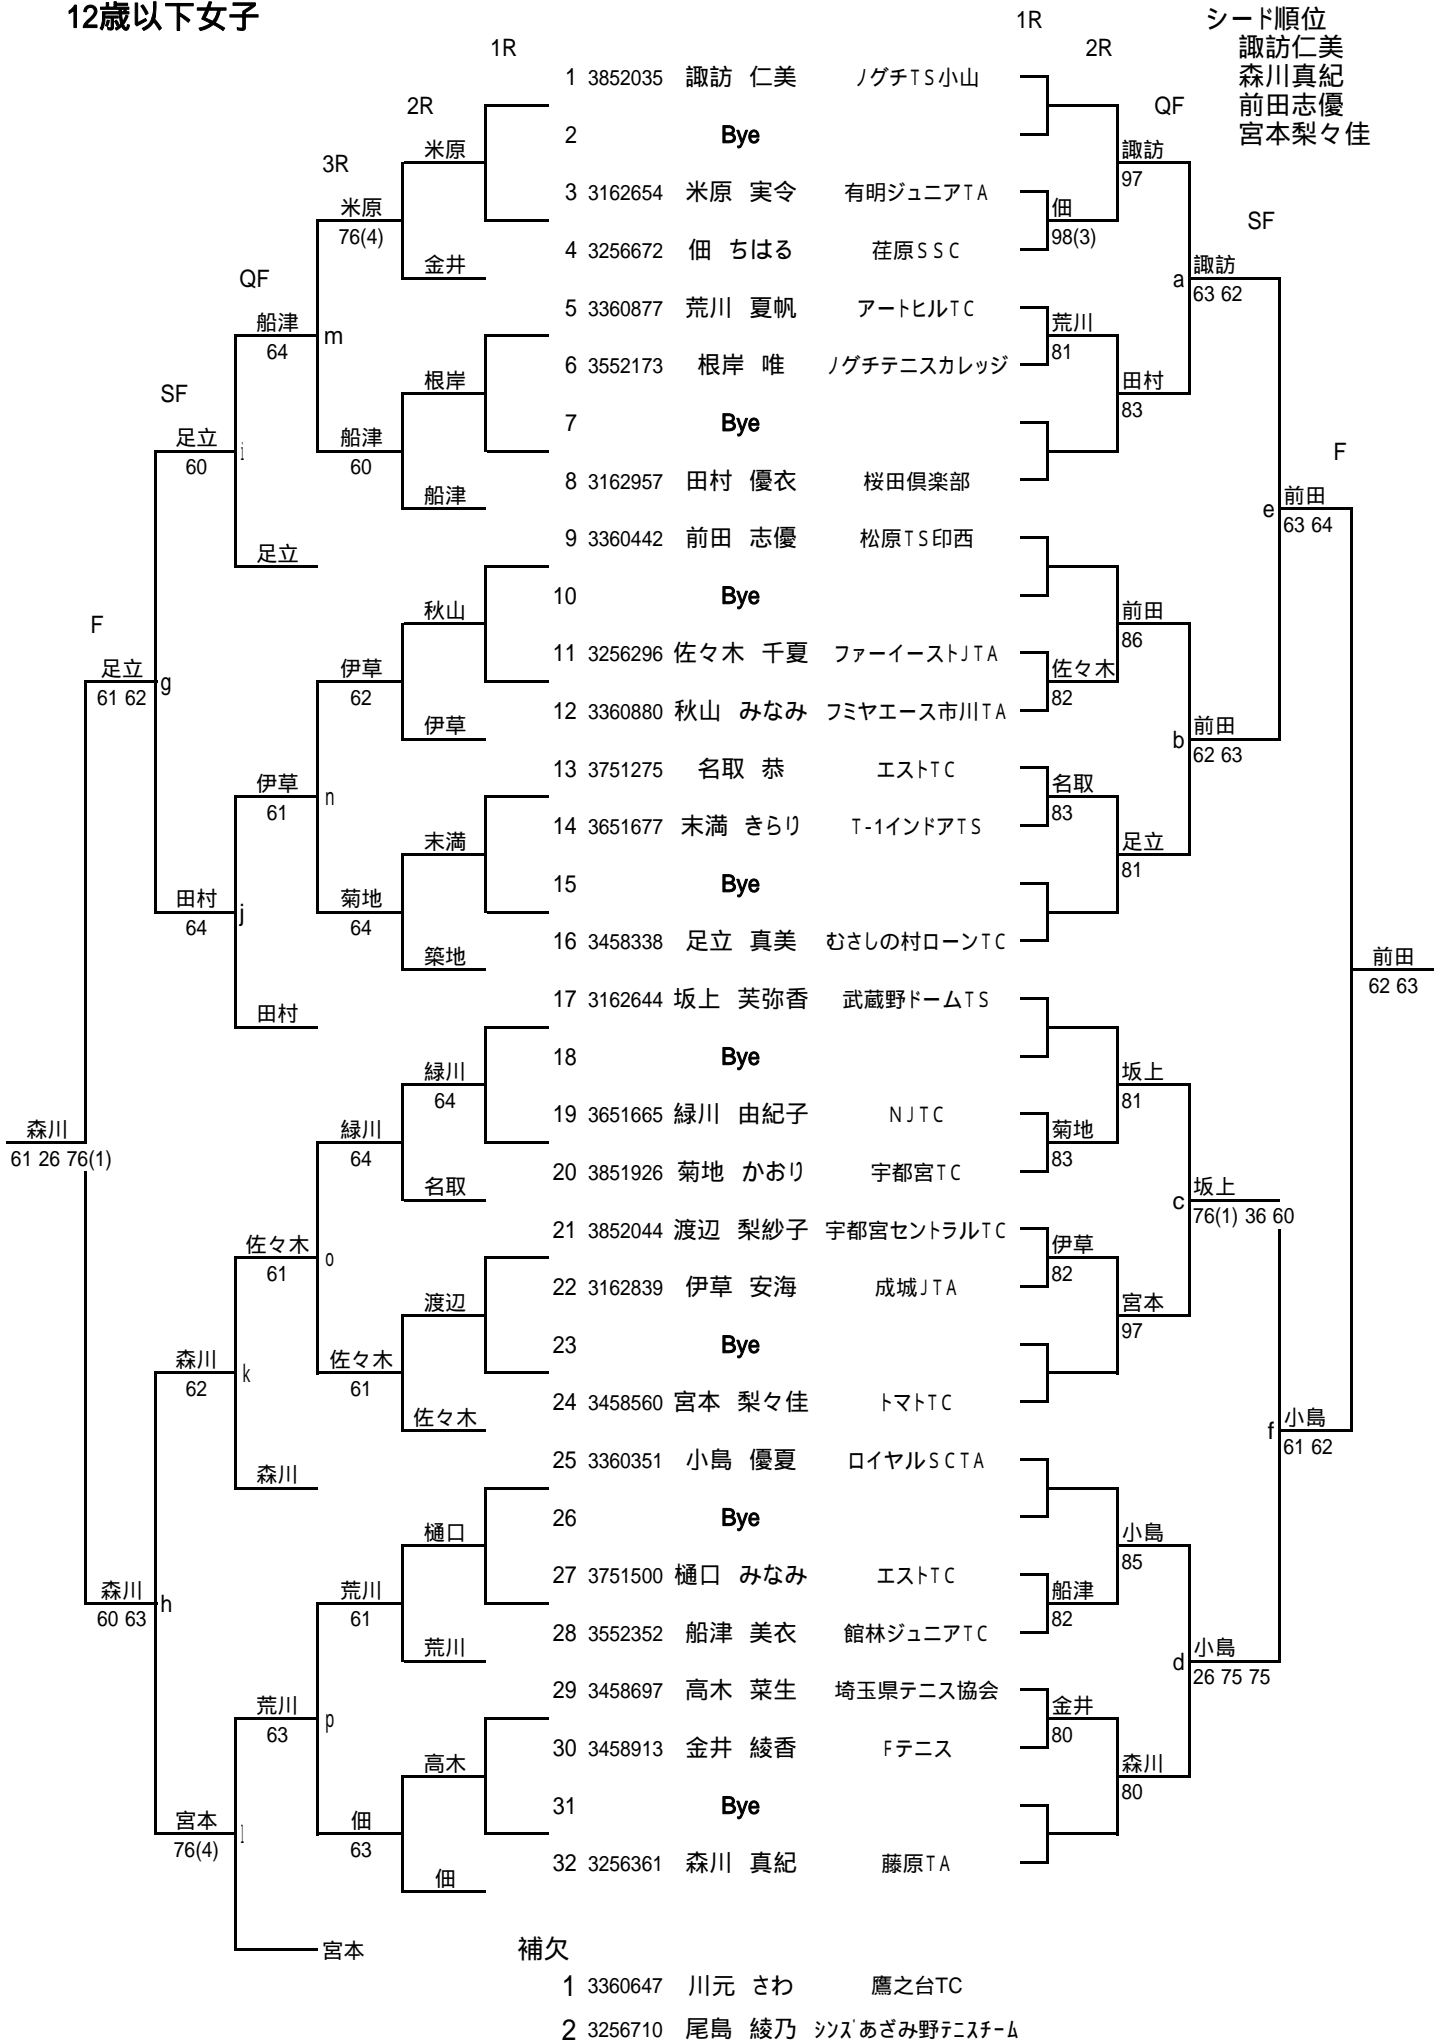 12歳以下女子
シード順位
諏訪仁美
森川真紀
前田志優
宮本梨々佳
1R
2R
QF
SF
F
1R
2R
3R
QF
SF
F
1 3852035 諏訪 仁美 ノグチTS小山
2 Bye
3 3162654 米原 実令 有明ジュニアTA
4 3256672 佃 ちはる 荏原SSC
5 3360877 荒川 夏帆 アートヒルTC
6 3552173 根岸 唯 ノグチテニスカレッジ
7 Bye
8 3162957 田村 優衣 桜田倶楽部
9 3360442 前田 志優 松原TS印西
10 Bye
11 3256296 佐々木 千夏 ファーイーストJTA
12 3360880 秋山 みなみ フミヤエース市川TA
13 3751275 名取 恭 エストTC
14 3651677 末満 きらり T-1インドアTS
15 Bye
16 3458338 足立 真美 むさしの村ローンTC
17 3162644 坂上 芙弥香 武蔵野ドームTS
18 Bye
19 3651665 緑川 由紀子 NJTC
20 3851926 菊地 かおり 宇都宮TC
21 3852044 渡辺 梨紗子 宇都宮セントラルTC
22 3162839 伊草 安海 成城JTA
23 Bye
24 3458560 宮本 梨々佳 トマトTC
25 3360351 小島 優夏 ロイヤルSCTA
26 Bye
27 3751500 樋口 みなみ エストTC
28 3552352 船津 美衣 館林ジュニアTC
29 3458697 高木 菜生 埼玉県テニス協会
30 3458913 金井 綾香 Fテニス
31 Bye
32 3256361 森川 真紀 藤原TA
佃
98(3)
荒川
81
佐々木
82
名取
83
菊地
83
伊草
82
船津
82
金井
80
諏訪
97
田村
83
前田
86
足立
81
坂上
81
宮本
97
小島
85
森川
80
a
諏訪
63 62
b
前田
62 63
c
坂上
76(1) 36 60
d
小島
26 75 75
e
前田
63 64
f
小島
61 62
前田
62 63
米原
金井
根岸
船津
秋山
伊草
末満
築地
緑川
64
名取
渡辺
佐々木
樋口
荒川
高木
佃
米原
76(4)
船津
60
伊草
62
菊地
64
緑川
64
佐々木
61
荒川
61
佃
63
船津
64
m
足立
伊草
61
n
田村
佐々木
61
o
森川
荒川
63
p
宮本
足立
60
i
田村
64
j
森川
62
k
宮本
76(4)
l
足立
61 62
g
森川
60 63
h
森川
61 26 76(1)
補欠
1 3360647 川元 さわ 鷹之台TC
2 3256710 尾島 綾乃 シンズあざみ野テニスチーム